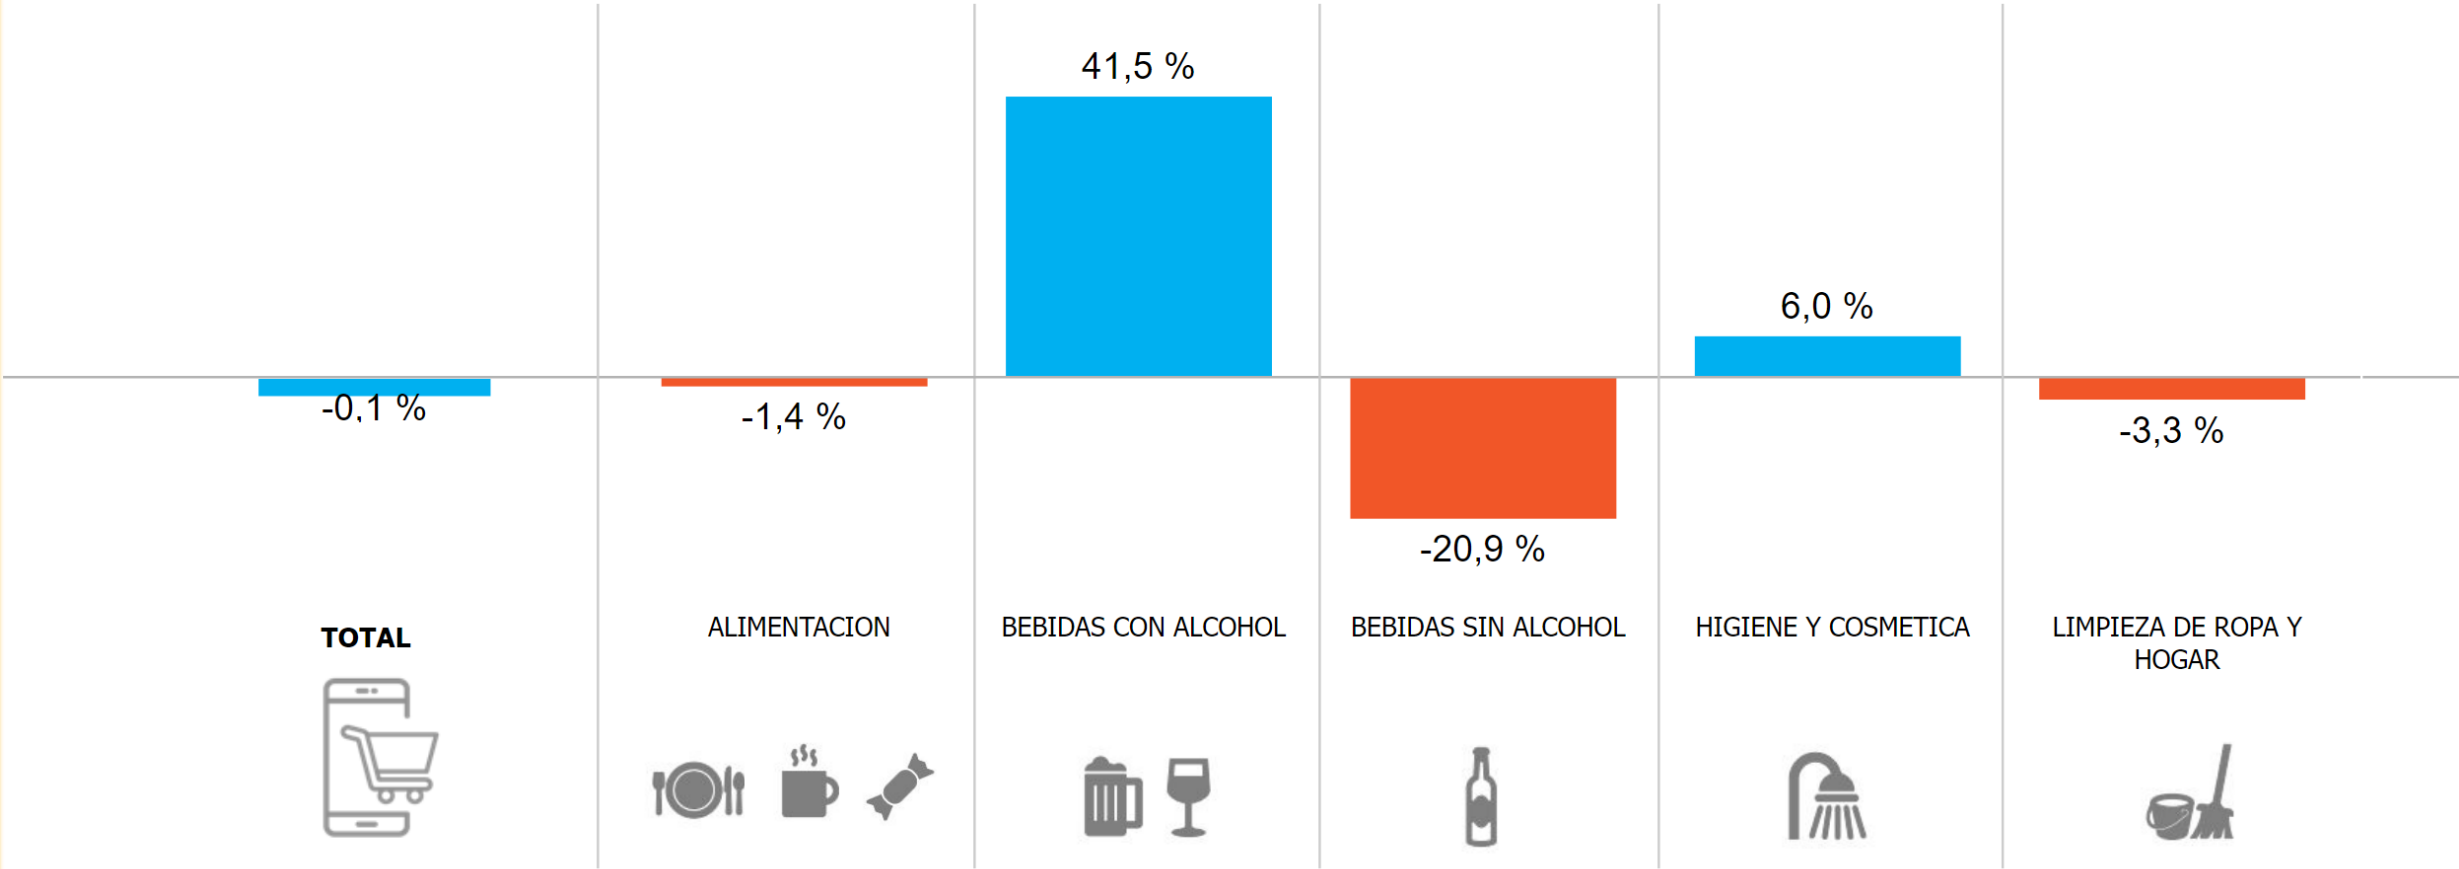 41,5 %
6,0 %
-0,1 %
-1,4 %
-3,3 %
-20,9 %
TOTAL
ALIMENTACION
BEBIDAS CON ALCOHOL
BEBIDAS SIN ALCOHOL
HIGIENE Y COSMETICA
LIMPIEZA DE ROPA Y
HOGAR